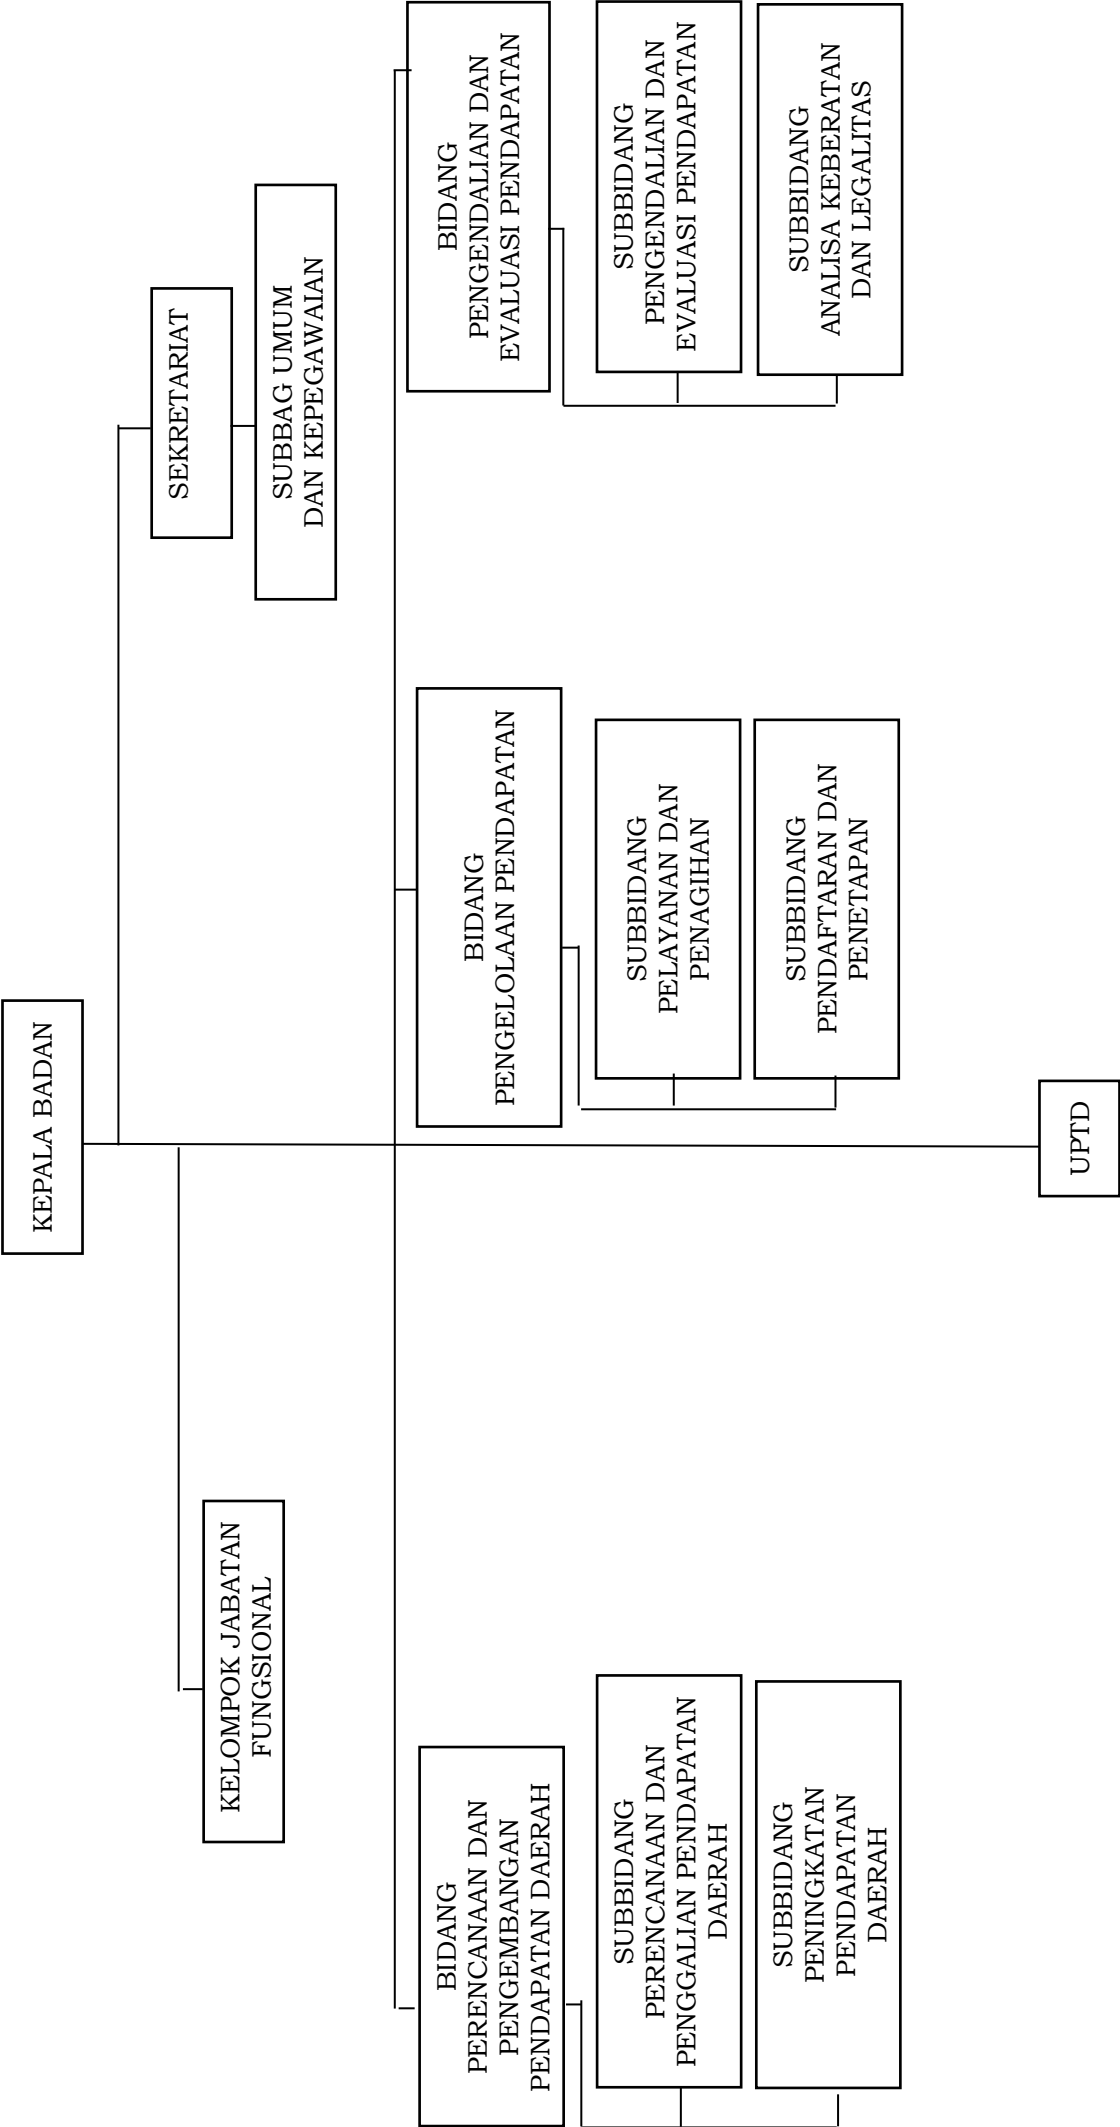 KEPALA BADAN
SEKRETARIAT
SUBBAG UMUM
DAN KEPEGAWAIAN
KELOMPOK JABATAN
FUNGSIONAL
BIDANG
PERENCANAAN DAN
PENGEMBANGAN
PENDAPATAN DAERAH
BIDANG
PENGELOLAAN PENDAPATAN
BIDANG
PENGENDALIAN DAN
EVALUASI PENDAPATAN
SUBBIDANG
PERENCANAAN DAN
PENGGALIAN PENDAPATAN
DAERAH
SUBBIDANG
PELAYANAN DAN
PENAGIHAN
SUBBIDANG
PENGENDALIAN DAN
EVALUASI PENDAPATAN
SUBBIDANG
PENINGKATAN
PENDAPATAN
DAERAH
SUBBIDANG
PENDAFTARAN DAN
PENETAPAN
SUBBIDANG
ANALISA KEBERATAN
DAN LEGALITAS
UPTD